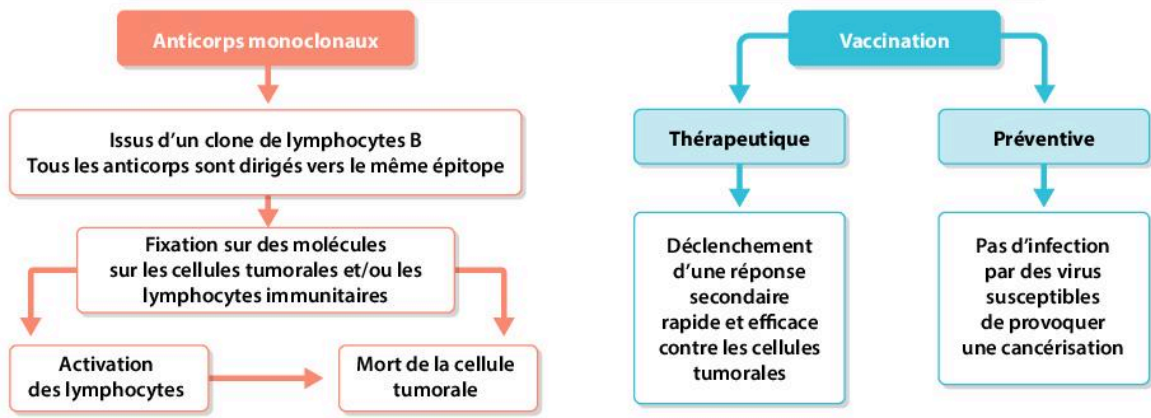 Anticorps monoclonaux
Issus d'un clone de lymphocytes B
Tous les anticorps sont dirigés vers le même épitope
Fixation sur des molécules
sur les cellules tumorales et/ou les
lymphocytes immunitaires
Activation
des lymphocytes
Mort de la cellule
tumorale
Vaccination
Thérapeutique
Déclenchement
d'une réponse
secondaire
rapide et efficace
contre les cellules
tumorales
Préventive
Pas d'infection
par des virus
susceptibles
de provoquer
une cancérisation